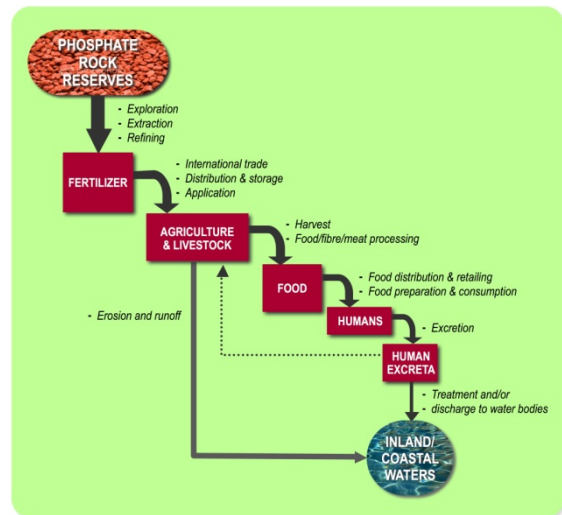 PHOSPHATE
ROCK
RESERVES
- Exploration
- Extraction
- Refining
FERTILIZER
- International trade
- Distribution & storage
- Application
AGRICULTURE
& LIVESTOCK
- Harvest
- Food/fibre/meat processing
FOOD
- Food distribution & retailing
- Food preparation & consumption
- Erosion and runoff
HUMANS
- Excretion
HUMAN
EXCRETA
- Treatment and/or
- discharge to water bodies
INLAND/
COASTAL
WATERS